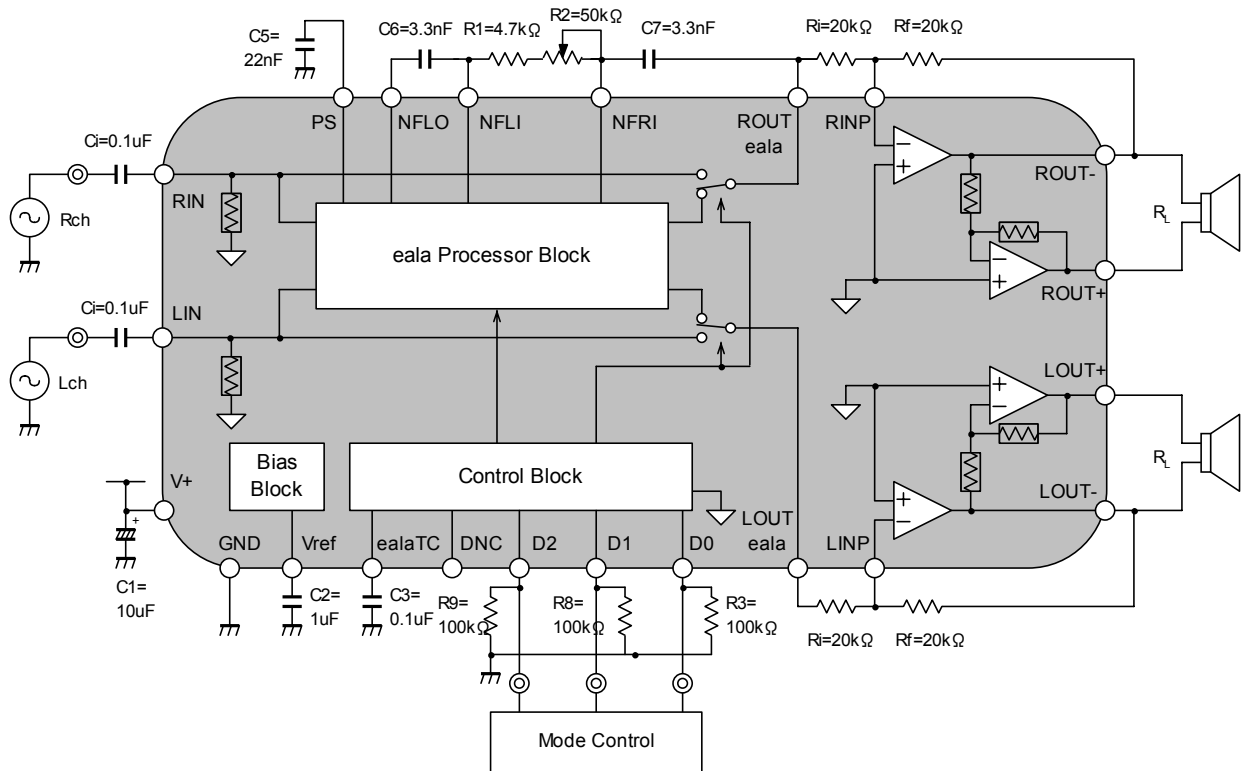 C5=
22nF
C6=3.3nF
R1=4.7kΩ
R2=50kΩ
C7=3.3nF
Ri=20kΩ
Rf=20kΩ
PS
NFLO
NFLI
NFRI
ROUT
eala
RINP
Ci=0.1uF
RIN
Rch
ROUT-
RL
eala Processor Block
ROUT+
Ci=0.1uF
LIN
Lch
LOUT+
RL
Bias
Block
Control Block
V+
LOUT-
GND
Vref
ealaTC
DNC
D2
D1
D0
LOUT
eala
LINP
+
C1=
10uF
C2=
1uF
C3=
0.1uF
R9=
100kΩ
R8=
100kΩ
R3=
100kΩ
Ri=20kΩ
Rf=20kΩ
Mode Control